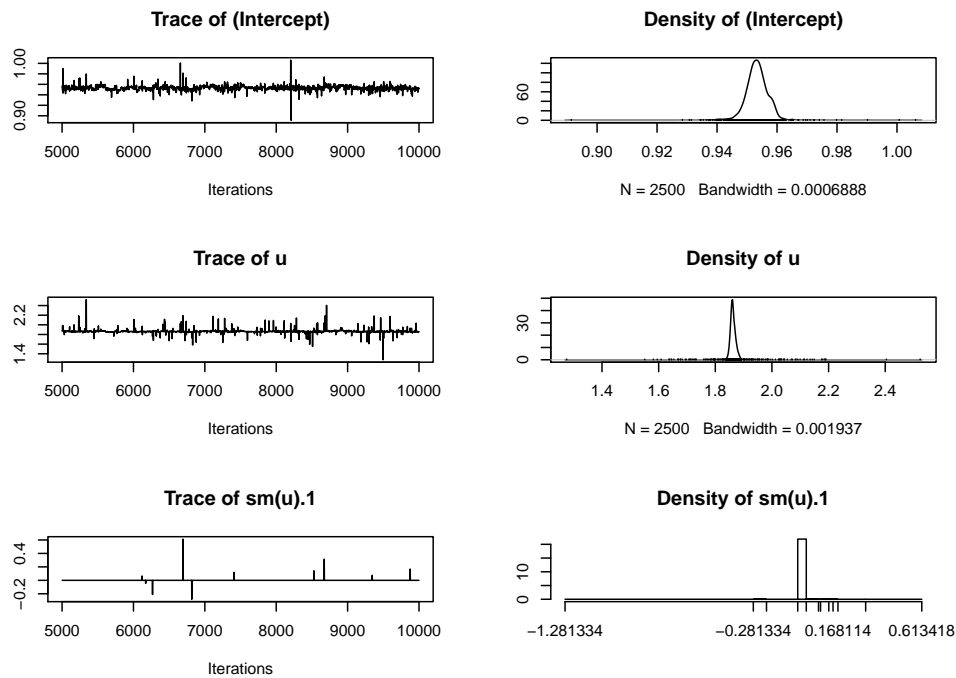 Trace of (Intercept)
0.90 1.00
5000 6000 7000 8000 9000 10000
Iterations
Density of (Intercept)
0 60
0.90 0.92 0.94 0.96 0.98 1.00
N = 2500 Bandwidth = 0.0006888
Trace of u
1.4 2.2
5000 6000 7000 8000 9000 10000
Iterations
Density of u
0 30
1.4 1.6 1.8 2.0 2.2 2.4
N = 2500 Bandwidth = 0.001937
Trace of sm(u).1
−0.2 0.4
5000 6000 7000 8000 9000 10000
Iterations
Density of sm(u).1
0 10
−1.281334 −0.281334 0.168114 0.613418